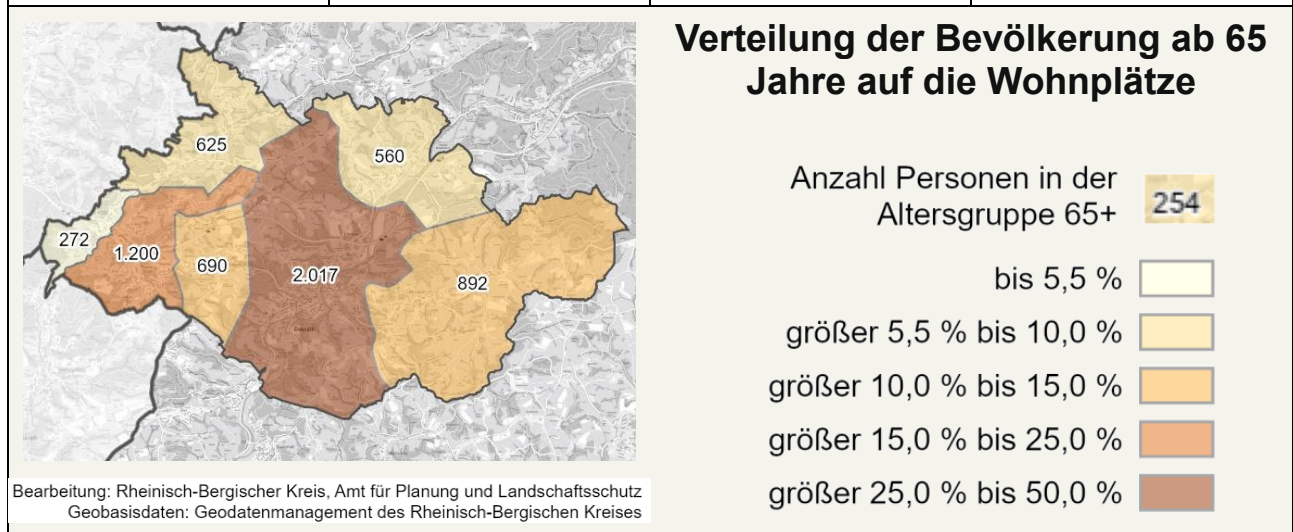 Verteilung der Bevölkerung ab 65
Jahre auf die Wohnplätze
625
560
272
1.200
690
2.017
892
Overath
Anzahl Personen in der
Altersgruppe 65+
254
bis 5,5 %
größer 5,5 % bis 10,0 %
größer 10,0 % bis 15,0 %
größer 15,0 % bis 25,0 %
größer 25,0 % bis 50,0 %
Bearbeitung: Rheinisch-Bergischer Kreis, Amt für Planung und Landschaftsschutz
Geobasisdaten: Geodatenmanagement des Rheinisch-Bergischen Kreises